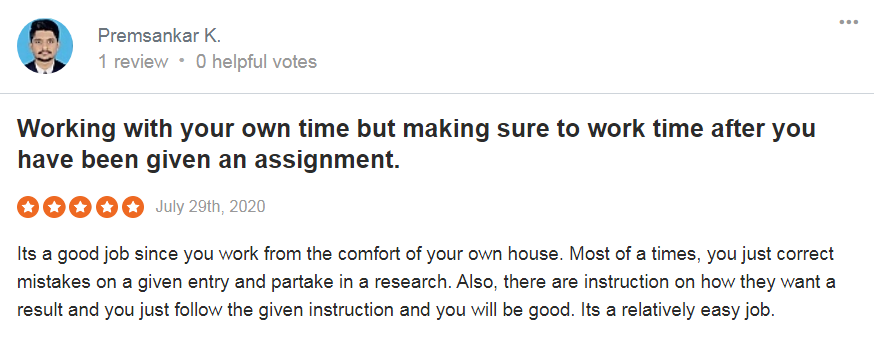 Premsankar K.
1 review • 0 helpful votes
Working with your own time but making sure to work time after you
have been given an assignment.
July 29th, 2020
Its a good job since you work from the comfort of your own house. Most of a times, you just correct
mistakes on a given entry and partake in a research. Also, there are instruction on how they want a
result and you just follow the given instruction and you will be good. Its a relatively easy job.